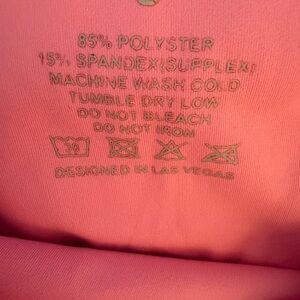 85% POLYSTER
15% SPANDEX(SUPPLEX)
MACHINE WASH COLD
TUMBLE DRY LOW
DO NOT BLEACH
DO NOT IRON
30
DESIGNED IN LAS VEGAS